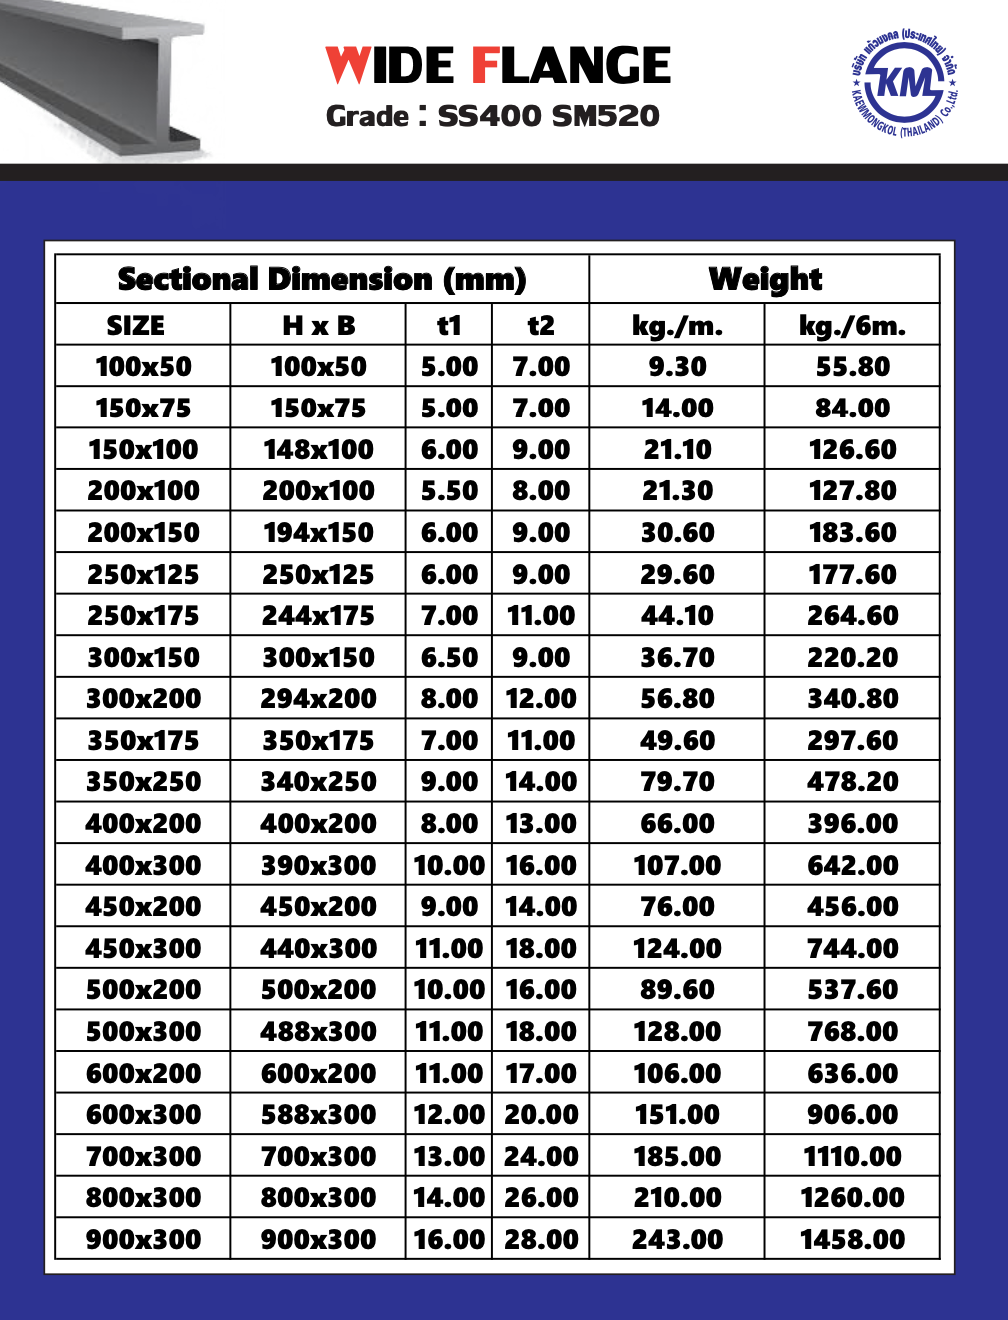 WIDE FLANGE
Grade : SS400 SM520
บริษัท แก้วมงคล (ประเทศไทย) จำกัด
KM
KAEWMONGKOL (THAILAND) Co.,Ltd.
Sectional Dimension (mm) Weight
SIZE H x B t1 t2 kg./m. kg./6m.
100x50 100x50 5.00 7.00 9.30 55.80
150x75 150x75 5.00 7.00 14.00 84.00
150x100 148x100 6.00 9.00 21.10 126.60
200x100 200x100 5.50 8.00 21.30 127.80
200x150 194x150 6.00 9.00 30.60 183.60
250x125 250x125 6.00 9.00 29.60 177.60
250x175 244x175 7.00 11.00 44.10 264.60
300x150 300x150 6.50 9.00 36.70 220.20
300x200 294x200 8.00 12.00 56.80 340.80
350x175 350x175 7.00 11.00 49.60 297.60
350x250 340x250 9.00 14.00 79.70 478.20
400x200 400x200 8.00 13.00 66.00 396.00
400x300 390x300 10.00 16.00 107.00 642.00
450x200 450x200 9.00 14.00 76.00 456.00
450x300 440x300 11.00 18.00 124.00 744.00
500x200 500x200 10.00 16.00 89.60 537.60
500x300 488x300 11.00 18.00 128.00 768.00
600x200 600x200 11.00 17.00 106.00 636.00
600x300 588x300 12.00 20.00 151.00 906.00
700x300 700x300 13.00 24.00 185.00 1110.00
800x300 800x300 14.00 26.00 210.00 1260.00
900x300 900x300 16.00 28.00 243.00 1458.00